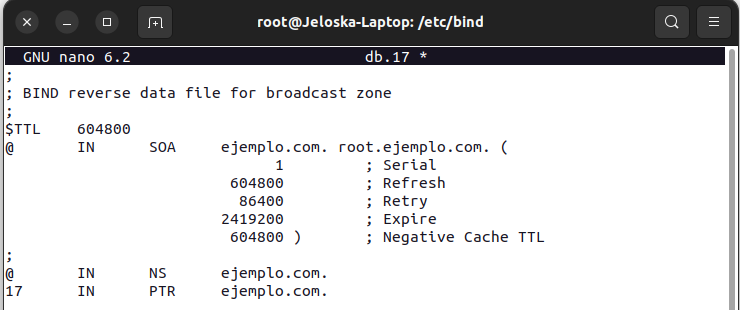 root@Jeloska-Laptop: /etc/bind
GNU nano 6.2 db.17 *
;
; BIND reverse data file for broadcast zone
;
$TTL 604800
@ IN SOA ejemplo.com. root.ejemplo.com. (
1 ; Serial
604800 ; Refresh
86400 ; Retry
2419200 ; Expire
604800 ) ; Negative Cache TTL
;
@ IN NS ejemplo.com.
17 IN PTR ejemplo.com.